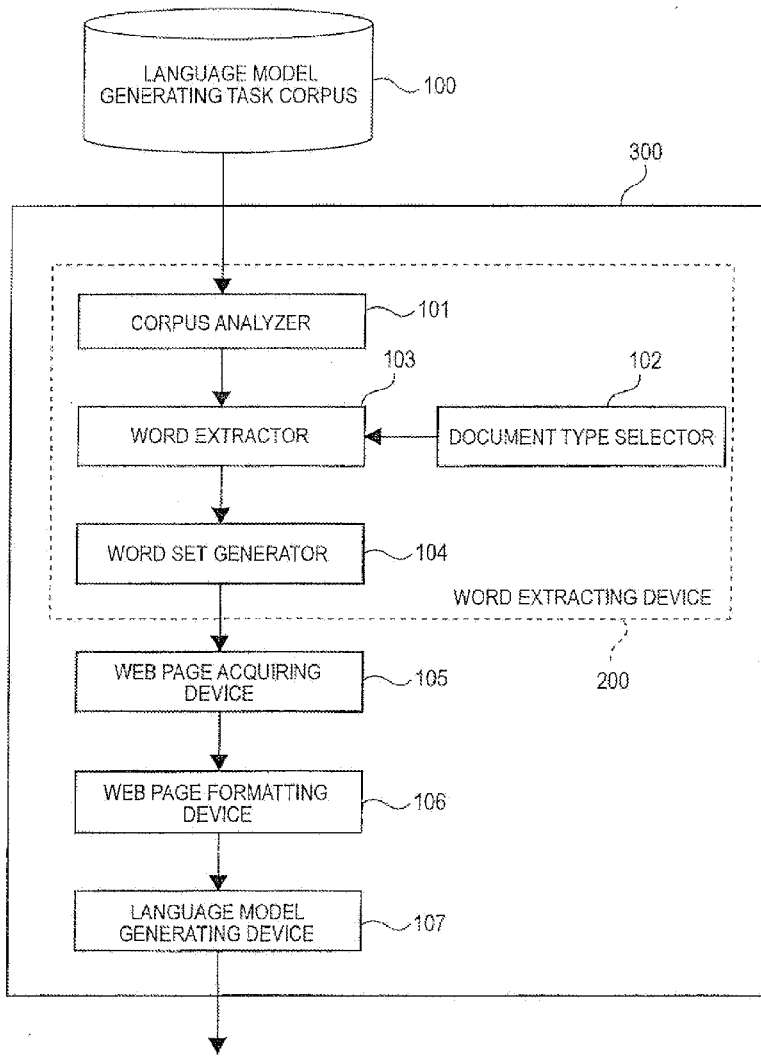 LANGUAGE MODEL
GENERATING TASK CORPUS
100
300
CORPUS ANALYZER
101
103
102
WORD EXTRACTOR
DOCUMENT TYPE SELECTOR
WORD SET GENERATOR
104
WORD EXTRACTING DEVICE
200
WEB PAGE ACQUIRING
DEVICE
105
WEB PAGE FORMATTING
DEVICE
106
LANGUAGE MODEL
GENERATING DEVICE
107